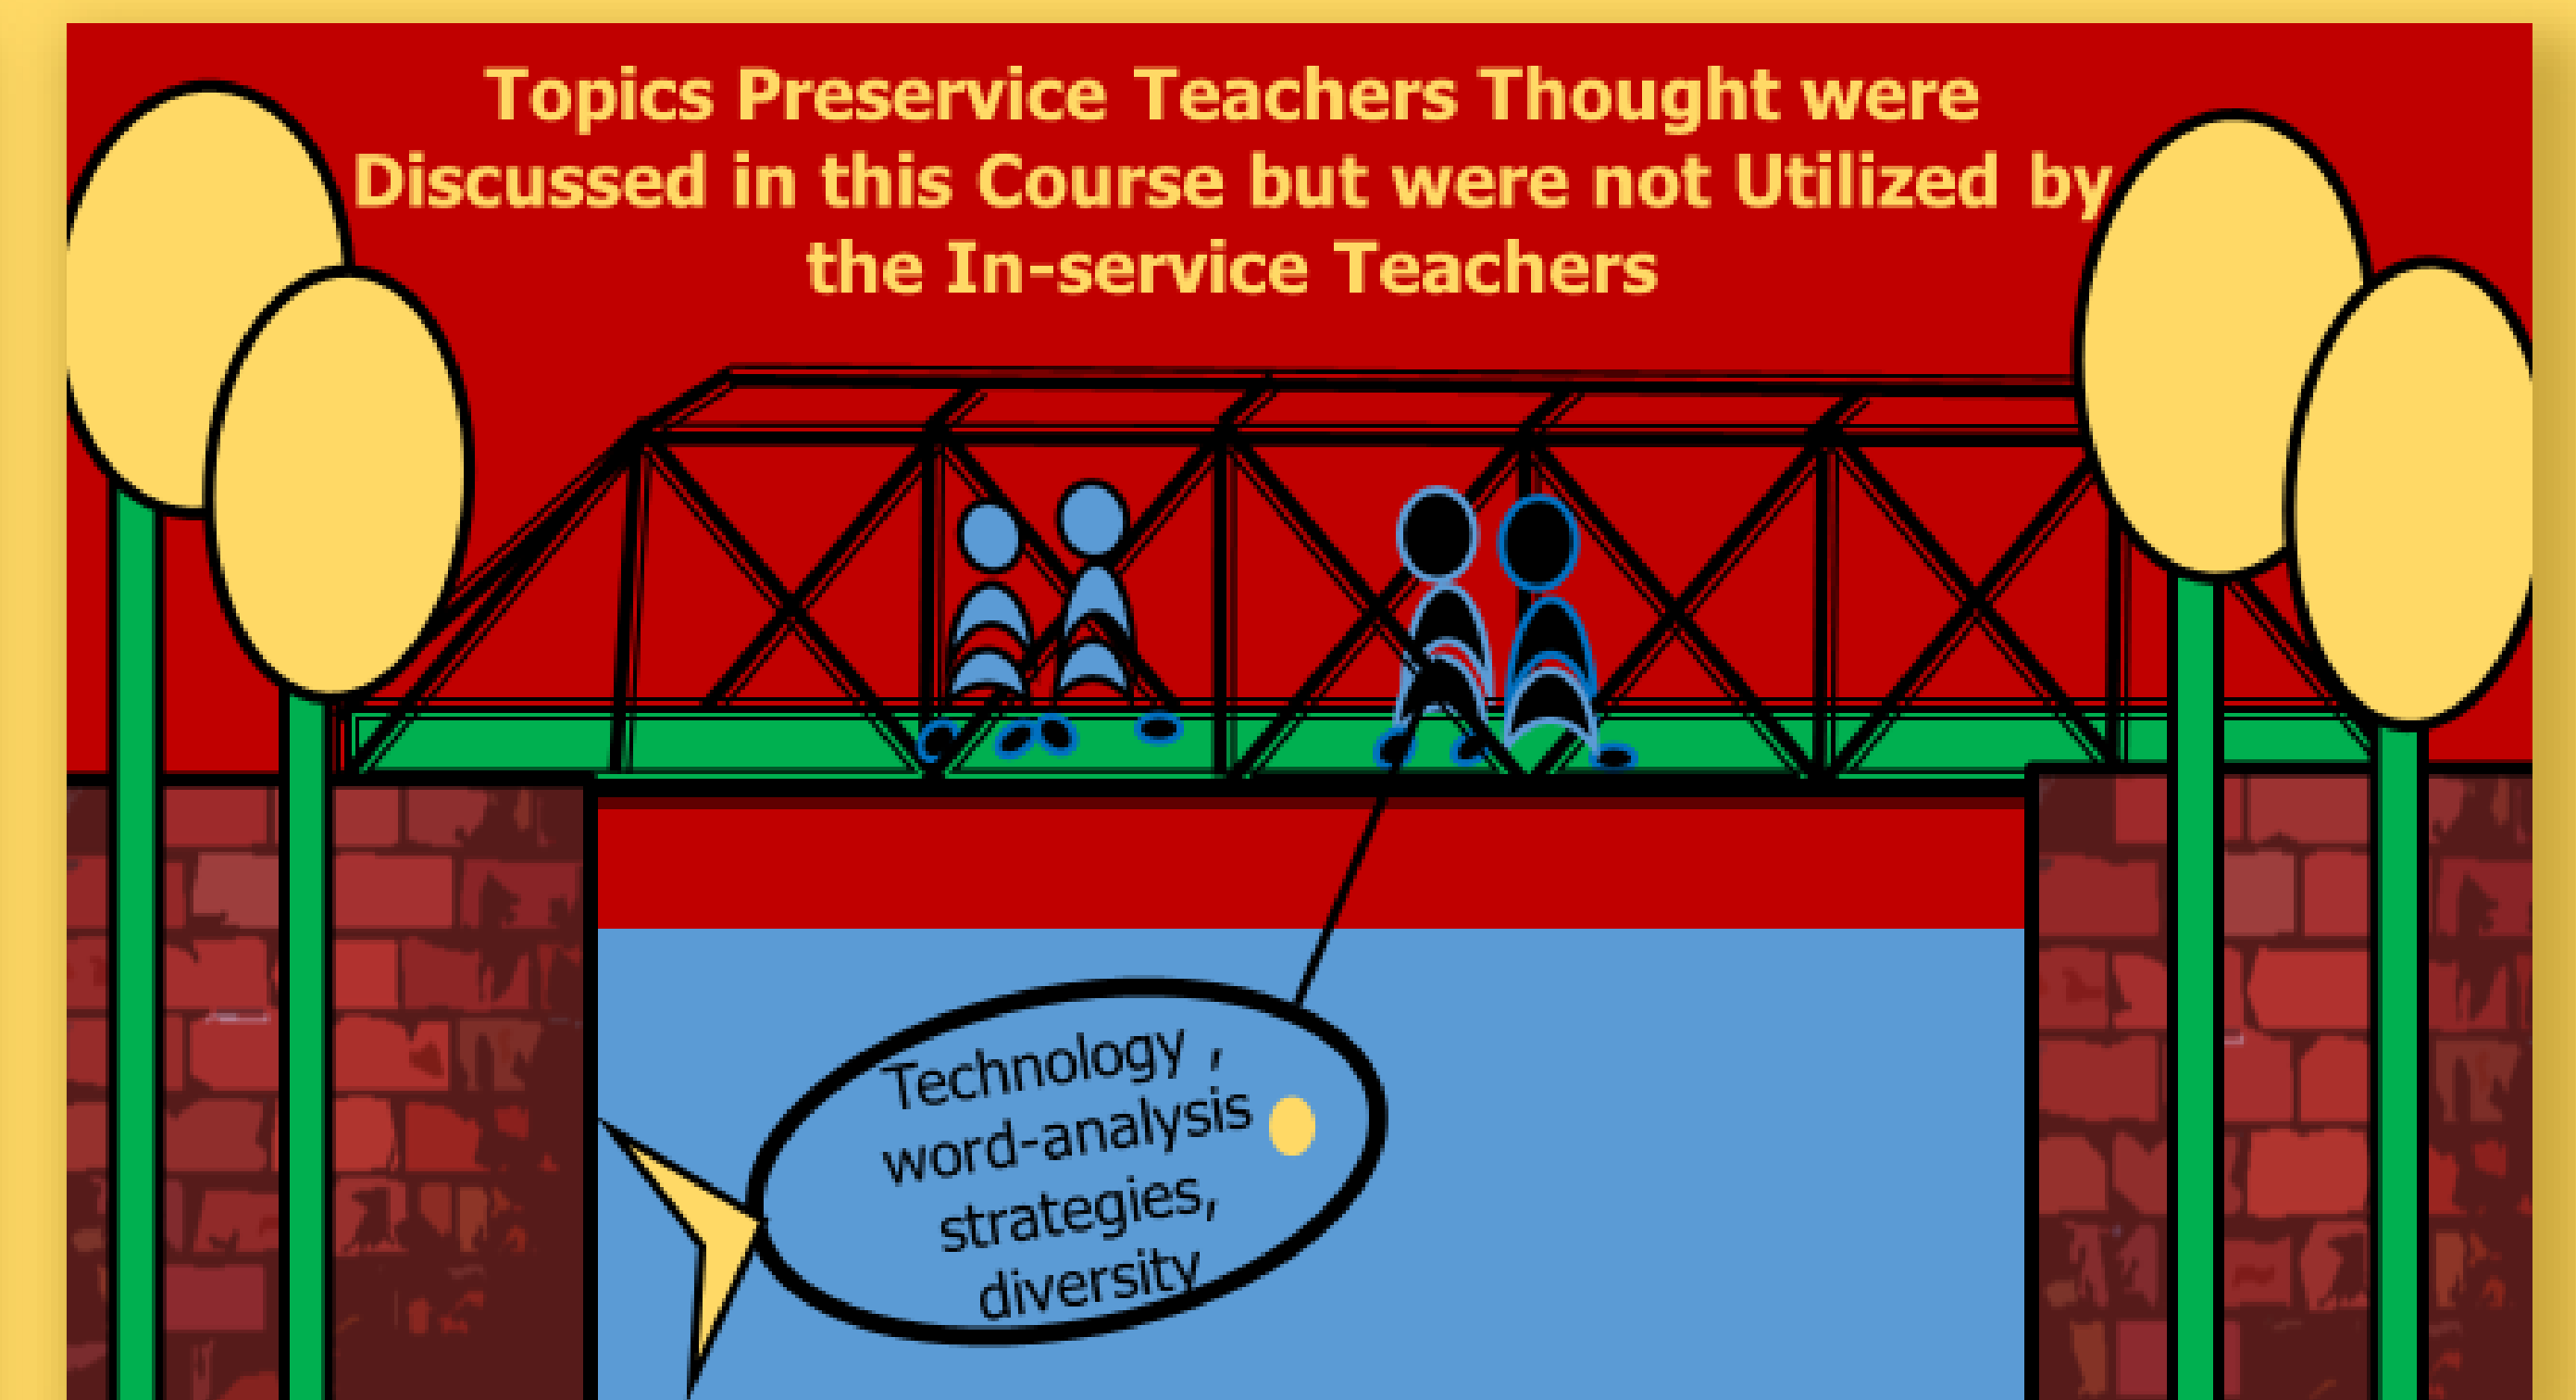 Topics Preservice Teachers Thought were
Discussed in this Course but were not Utilized by
the In-service Teachers
Technology ,
word-analysis
strategies,
diversity